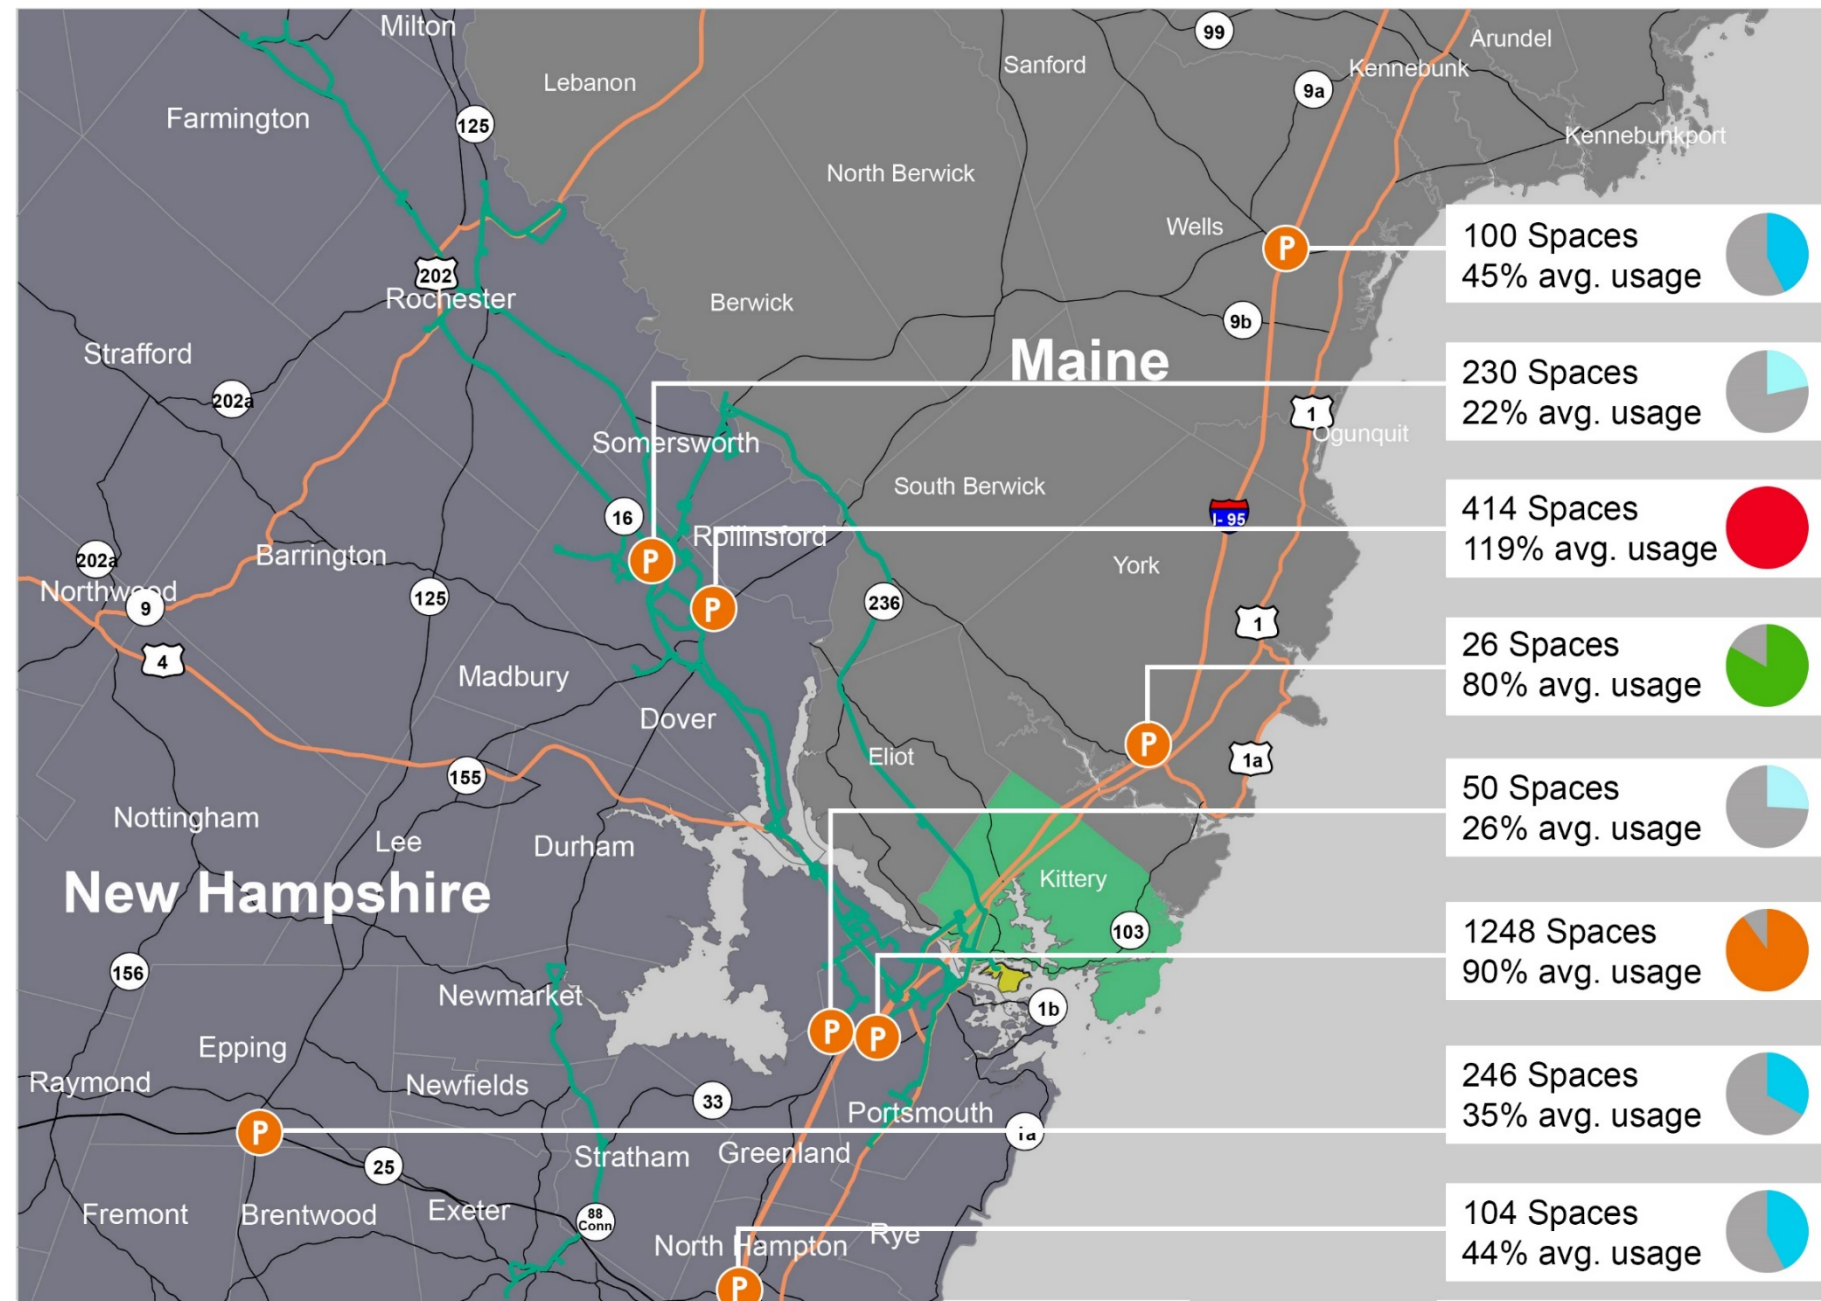 Milton
99
Arundel
Sanford
Kennebunk
Lebanon
9a
Farmington
125
Kennebunkport
North Berwick
Wells
P
100 Spaces
45% avg. usage
202
Rochester
Berwick
9b
Strafford
Maine
230 Spaces
22% avg. usage
202a
1
Ogunquit
Somersworth
South Berwick
16
I-95
414 Spaces
119% avg. usage
Rollinsford
202a
Barrington
P
York
Northwood
9
125
P
236
1
26 Spaces
80% avg. usage
4
Madbury
Dover
P
Eliot
1a
155
Nottingham
Lee
Durham
50 Spaces
26% avg. usage
New Hampshire
Kittery
103
1248 Spaces
90% avg. usage
156
Newmarket
1b
P
P
Epping
Raymond
Newfields
33
Portsmouth
246 Spaces
35% avg. usage
P
1a
25
Stratham
Greenland
Fremont
Brentwood
Exeter
88
Conn
North Hampton
Rye
104 Spaces
44% avg. usage
P